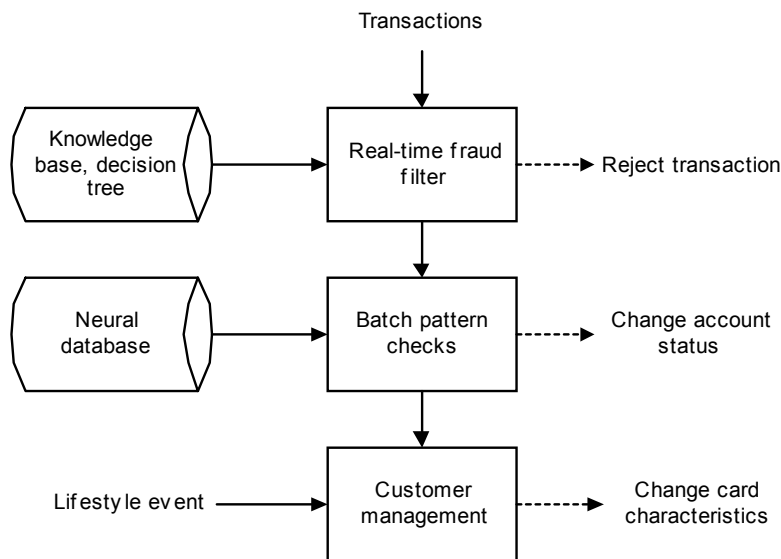 Transactions
Knowledge
base, decision
tree
Real-time fraud
filter
Reject transaction
Neural
database
Batch pattern
checks
Change account
status
Lifestyle event
Customer
management
Change card
characteristics